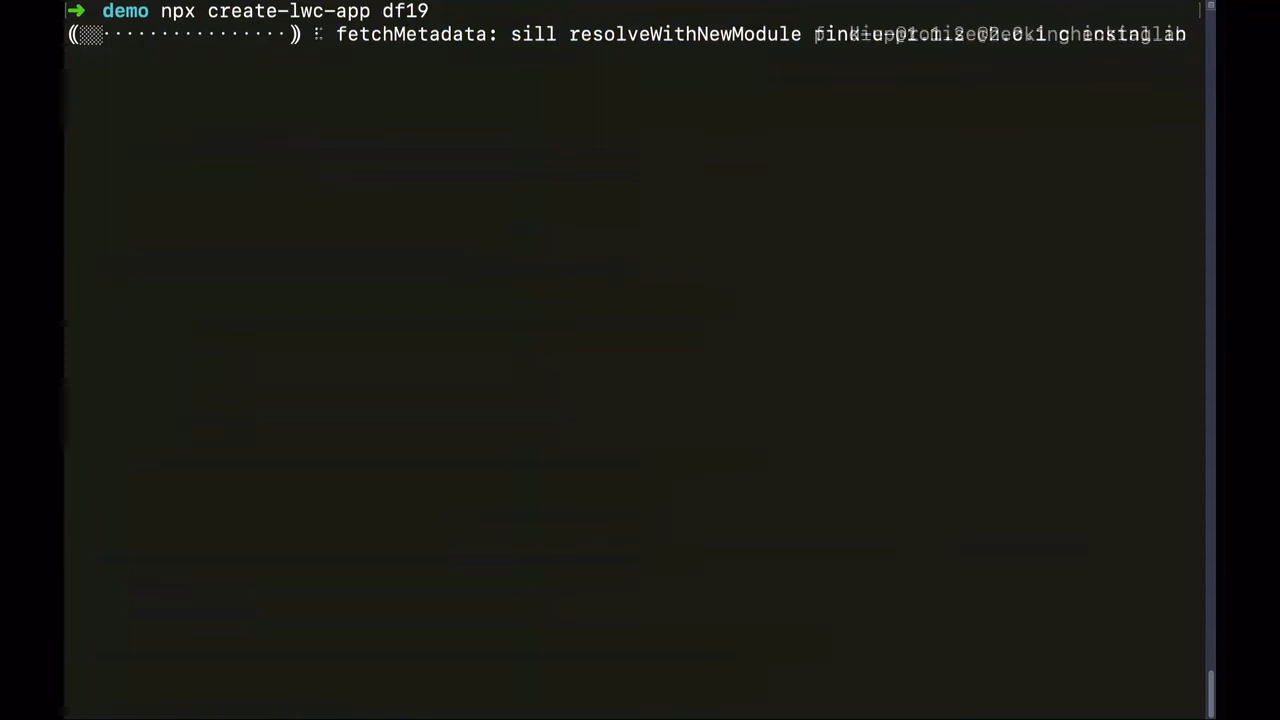 ➜ demo npx create-lwc-app df19
((░░················)) ⠸ fetchMetadata: sill resolveWithNewModule